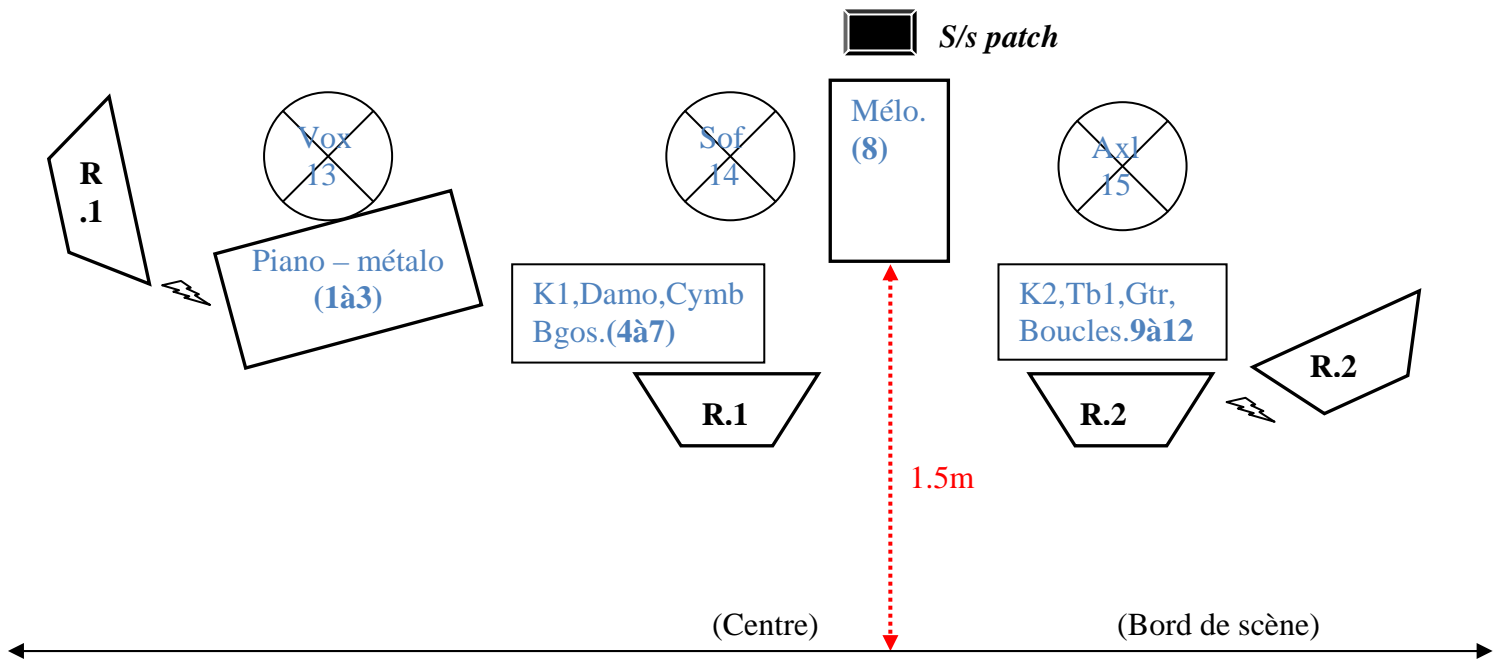 S/s patch
R
.1
Vox
13
Sof
14
Mélo.
(8)
Axl
15
Piano – métalo
(1à3)
K1,Damo,Cymb
Bgos.(4à7)
K2,Tb1,Gtr,
Boucles.9à12
R.2
R.1
R.2
1.5m
(Centre)
(Bord de scène)